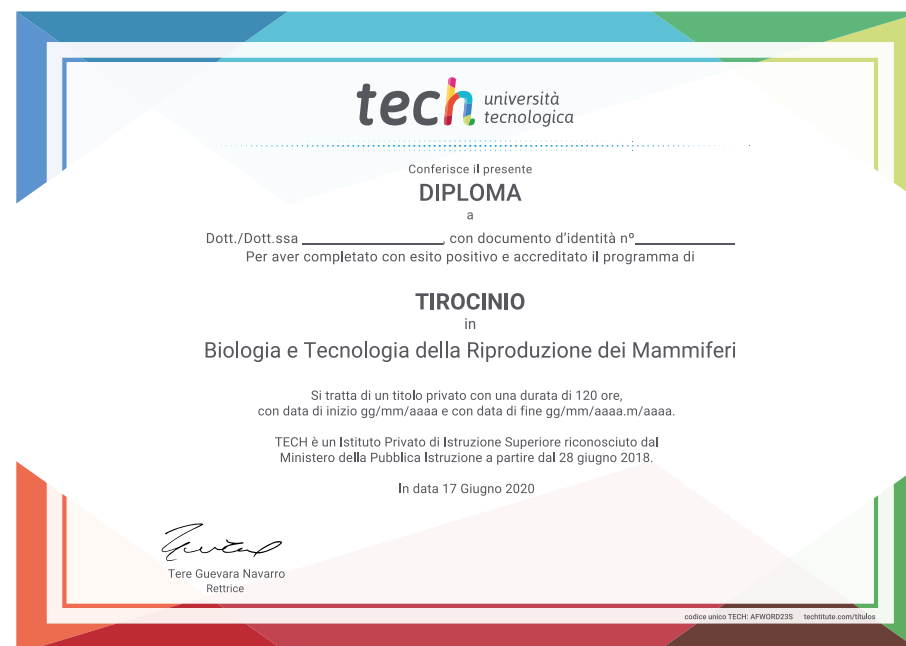 tech università
tecnologica
Conferisce il presente
DIPLOMA
a
Dott./Dott.ssa ____________________, con documento d'identità nº______________
Per aver completato con esito positivo e accreditato il programma di
TIROCINIO
in
Biologia e Tecnologia della Riproduzione dei Mammiferi
Si tratta di un titolo privato con una durata di 120 ore,
con data di inizio gg/mm/aaaa e con data di fine gg/mm/aaaa.m/aaaa.
TECH è un Istituto Privato di Istruzione Superiore riconosciuto dal
Ministero della Pubblica Istruzione a partire dal 28 giugno 2018.
In data 17 Giugno 2020
Tere Guevara Navarro
Rettrice
codice unico TECH: AFWORD23S techtitute.com/titulos